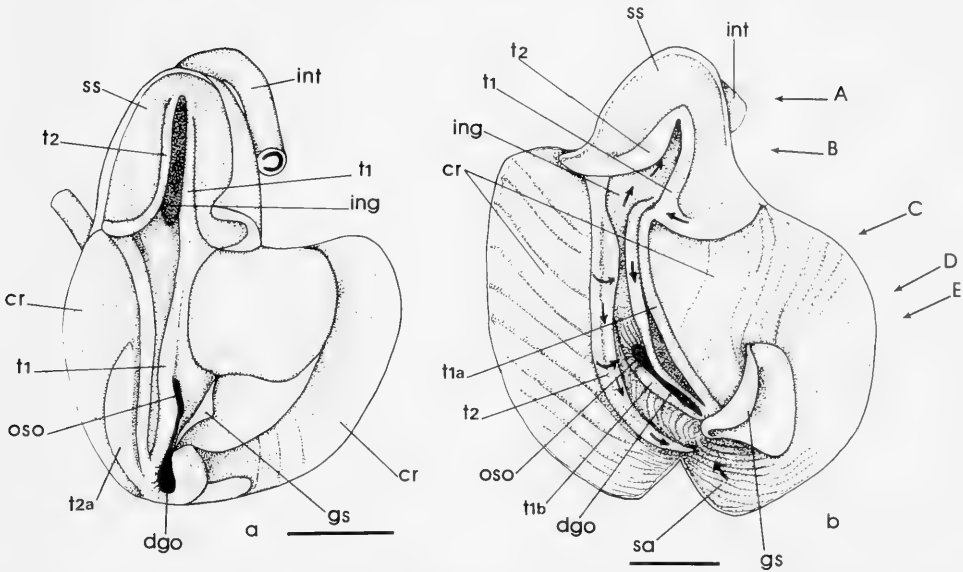 ss
int
t2
t1
ing
cr
t1
oso
t2a
dgo
a
gs
cr
ss
int
t2
t1
A
ing
B
cr
C
D
E
t1a
t2
oso
t1b
dgo
sa
b
gs